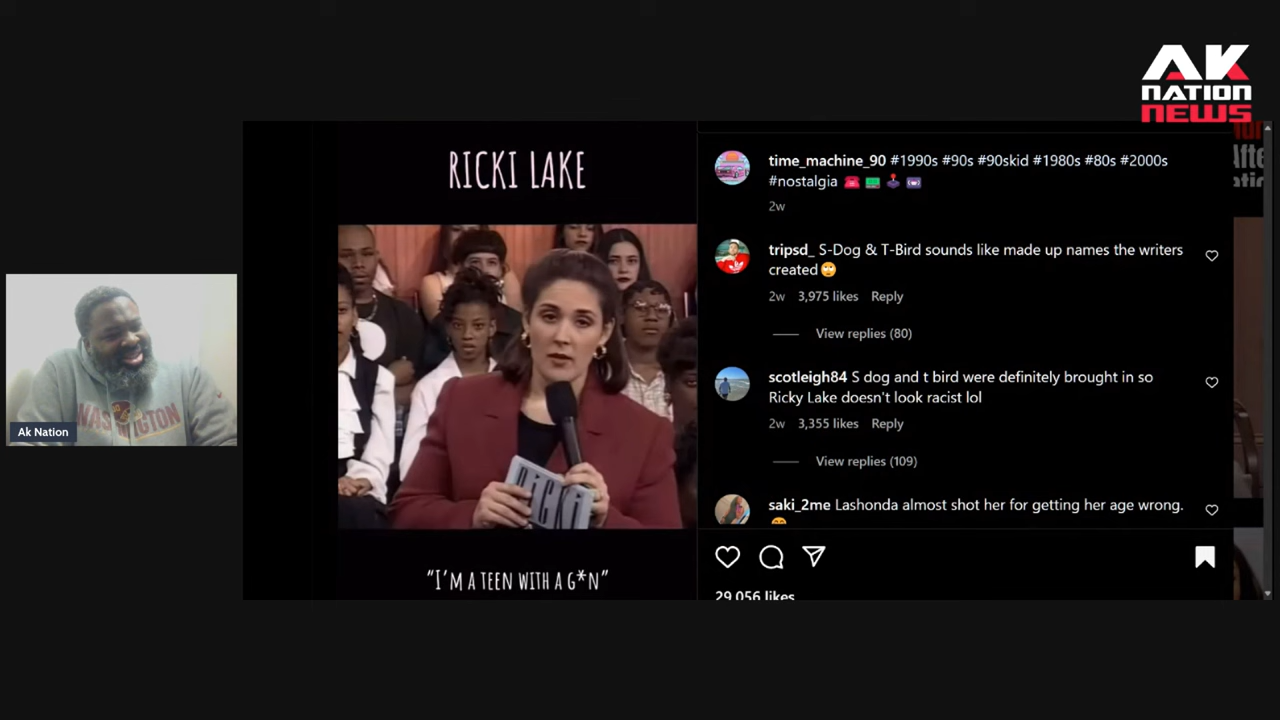 AK
NATION
NEWS
RICKI LAKE
RICKI
"I'M A TEEN WITH A G*N"
WASHINGTON
Ak Nation
time_machine_90 #1990s #90s #90skid #1980s #80s #2000s
#nostalgia ☎️ 📟 🕹️ 💟
2w
tripsd_ S-Dog & T-Bird sounds like made up names the writers
created🙄
2w 3,975 likes Reply
View replies (80)
scotleigh84 S dog and t bird were definitely brought in so
Ricky Lake doesn't look racist lol
2w 3,355 likes Reply
View replies (109)
saki_2me Lashonda almost shot her for getting her age wrong.
29,056 likes